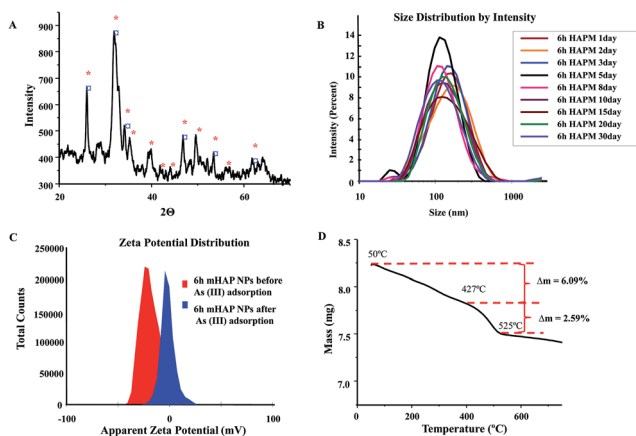 A
Intensity
900
800
700
600
500
400
300
20
40
60
2Θ
*
B
Size Distribution by Intensity
Intensity (Percent)
14
12
10
8
6
4
2
0
10
100
1000
Size (nm)
6h HAPM 1day
6h HAPM 2day
6h HAPM 3day
6h HAPM 5day
6h HAPM 8day
6h HAPM 10day
6h HAPM 15day
6h HAPM 20day
6h HAPM 30day
C
Zeta Potential Distribution
Total Counts
250000
200000
150000
100000
50000
0
-100
0
100
Apparent Zeta Potential (mV)
6h mHAP NPs before
As (III) adsorption
6h mHAP NPs after
As (III) adsorption
D
Mass (mg)
8.5
8.0
7.5
7.0
200
400
600
Temperature (ºC)
50ºC
427ºC
525ºC
Δm = 6.09%
Δm = 2.59%